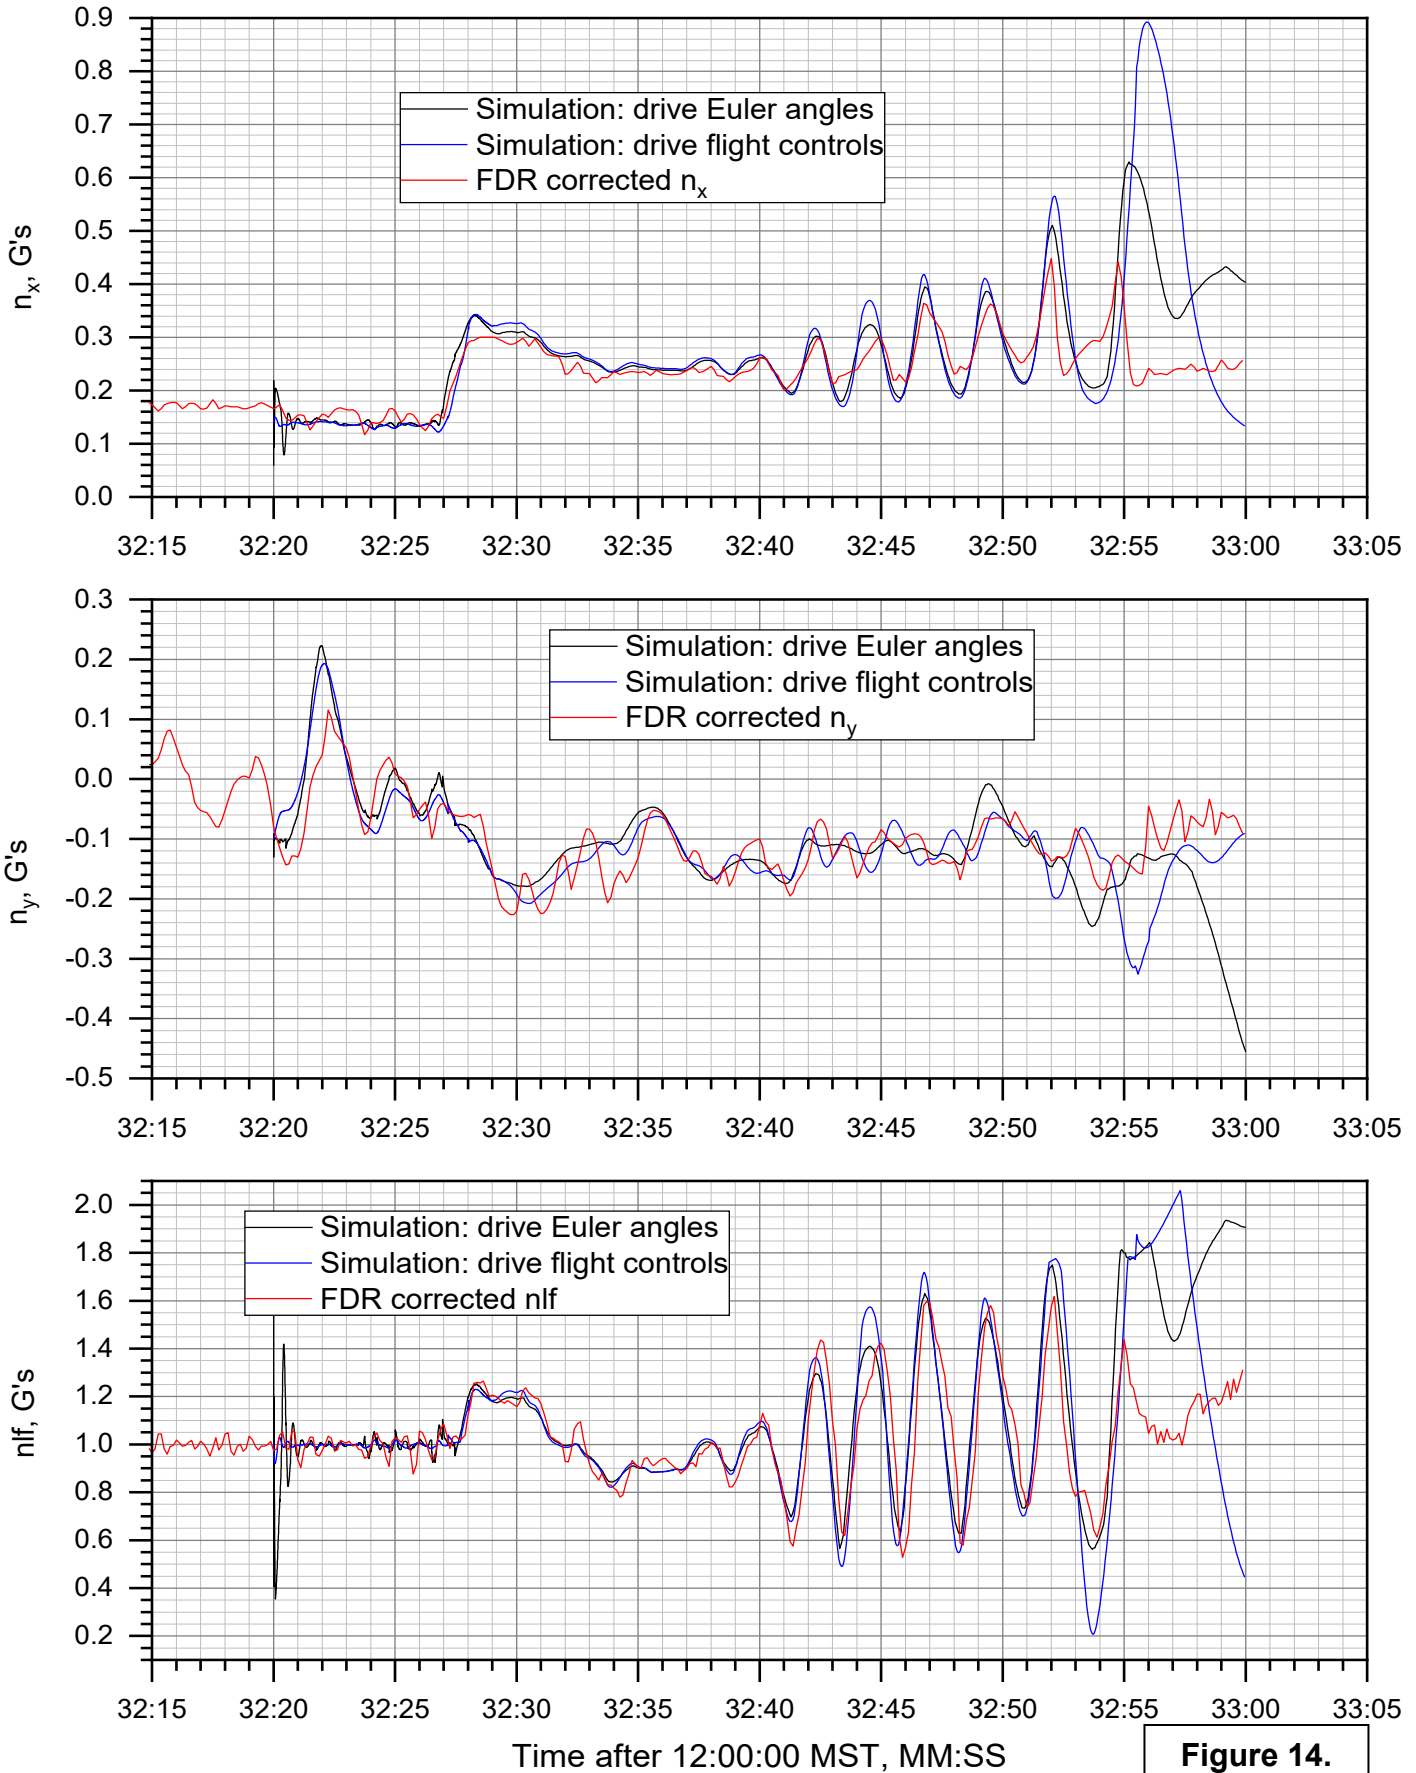 0.9
0.8
0.7
0.6
0.5
0.4
0.3
0.2
0.1
0.0
nx, G's
Simulation: drive Euler angles
Simulation: drive flight controls
FDR corrected nx
32:15 32:20 32:25 32:30 32:35 32:40 32:45 32:50 32:55 33:00 33:05
0.3
0.2
0.1
0.0
-0.1
-0.2
-0.3
-0.4
-0.5
ny, G's
Simulation: drive Euler angles
Simulation: drive flight controls
FDR corrected ny
32:15 32:20 32:25 32:30 32:35 32:40 32:45 32:50 32:55 33:00 33:05
2.0
1.8
1.6
1.4
1.2
1.0
0.8
0.6
0.4
0.2
nlf, G's
Simulation: drive Euler angles
Simulation: drive flight controls
FDR corrected nlf
32:15 32:20 32:25 32:30 32:35 32:40 32:45 32:50 32:55 33:00 33:05
Time after 12:00:00 MST, MM:SS
Figure 14.